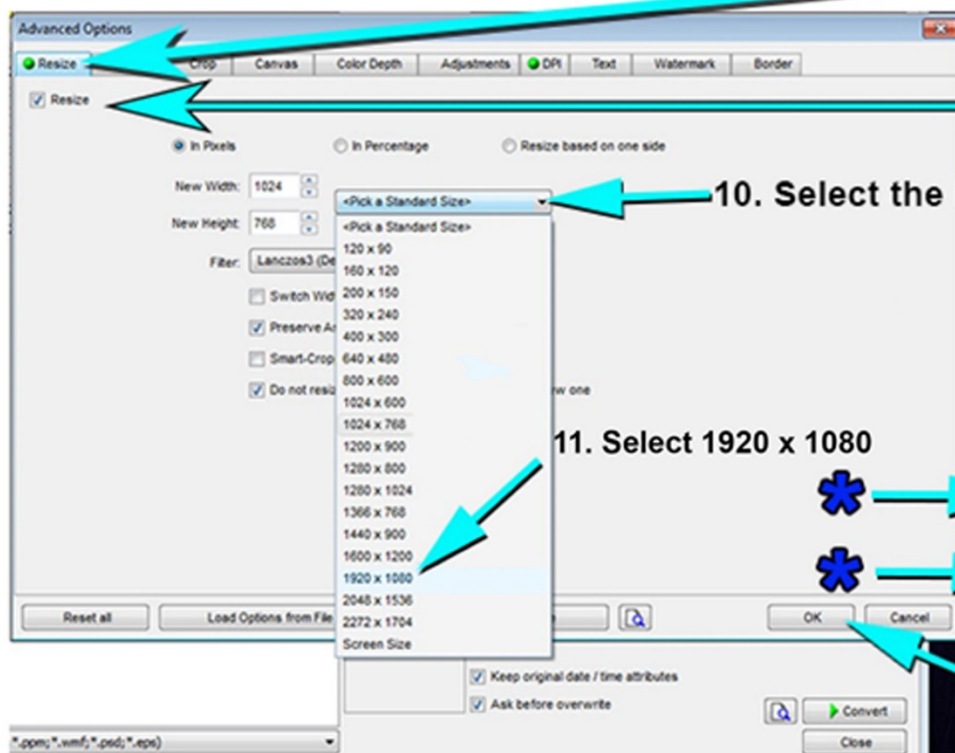 Advanced Options
Resize Crop Canvas Color Depth Adjustments DPI Text Watermark Border
Resize
In Pixels In Percentage Resize based on one side
New Width: 1024
<Pick a Standard Size> 10. Select the
New Height: 768 <Pick a Standard Size>
120 x 90
Filter: Lanczos3
160 x 120
Switch
200 x 150
320 x 240
Preserve
400 x 300
Smart-Crop 640 x 480
800 x 600
Do not one
1024 x 600
1024 x 768
1200 x 900 11. Select 1920 x 1080
1280 x 800
1280 x 1024
*
1366 x 768
1440 x 900
1600 x 1200
*
1920 x 1080
2048 x 1536
Reset all Load Options from File 2272 x 1704 OK Cancel
Screen Size
Keep original date / time attributes
Ask before overwrite
Convert
*.ppm;*.wmf;*.psd;*.eps) Close